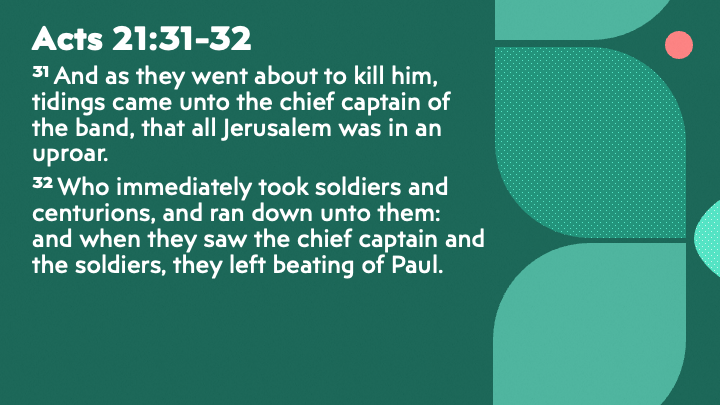 Acts 21:31-32
³¹ And as they went about to kill him,
tidings came unto the chief captain of
the band, that all Jerusalem was in an
uproar.
³² Who immediately took soldiers and
centurions, and ran down unto them:
and when they saw the chief captain and
the soldiers, they left beating of Paul.